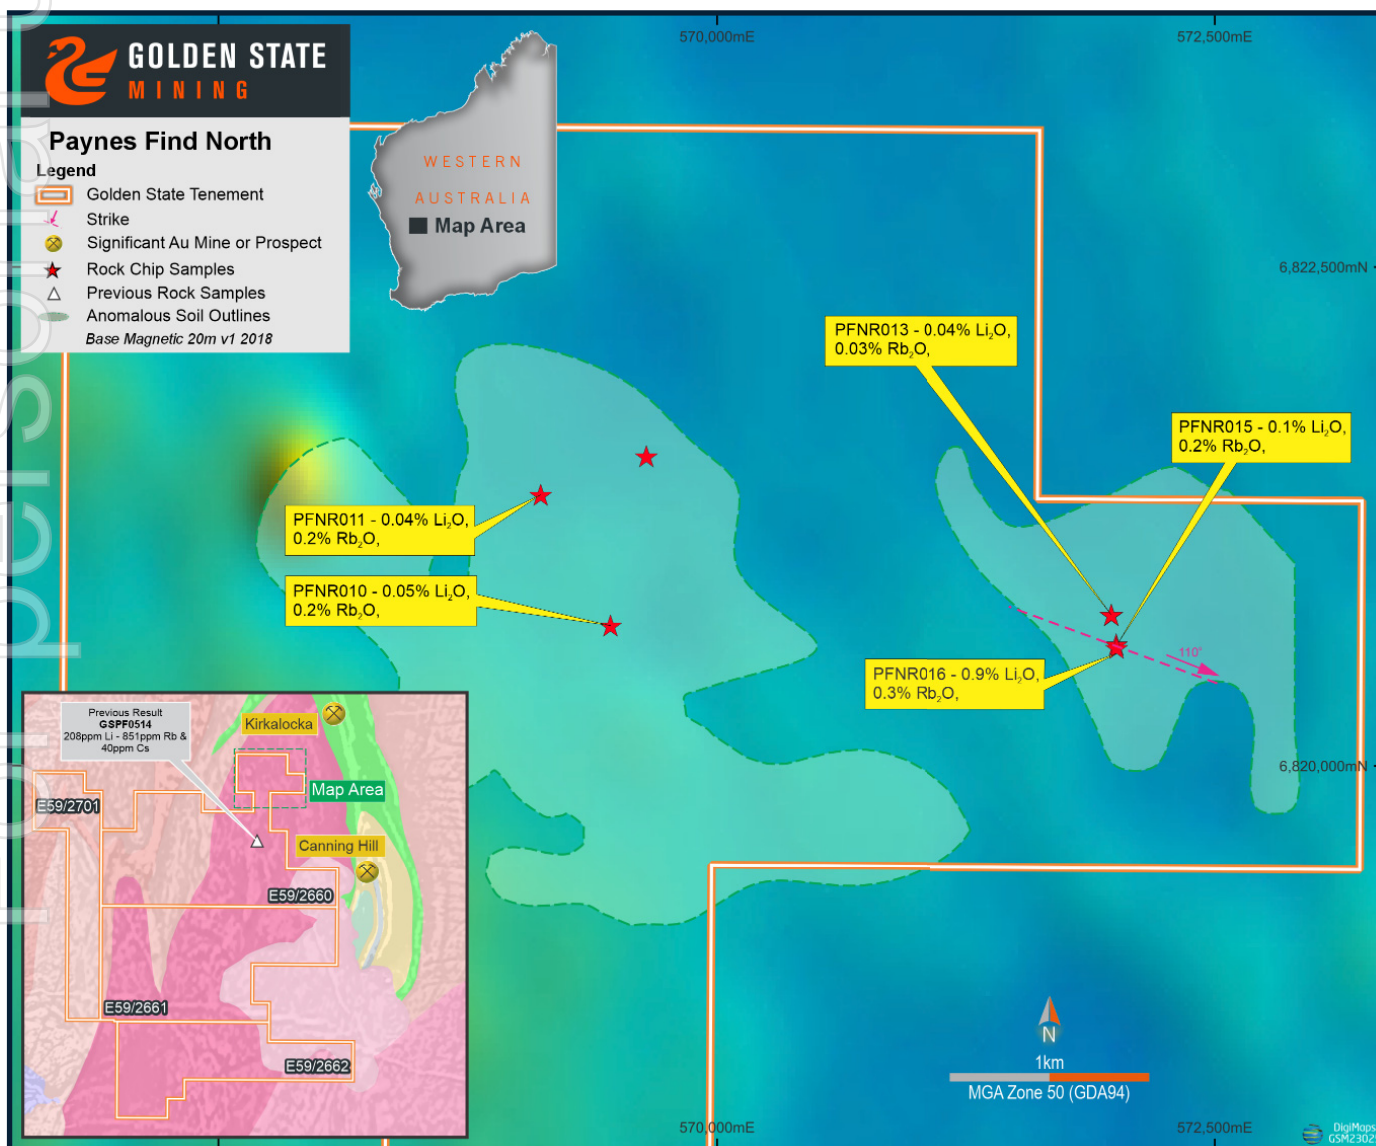 GOLDEN STATE
MINING
Paynes Find North
Legend
Golden State Tenement
Strike
Significant Au Mine or Prospect
Rock Chip Samples
Previous Rock Samples
Anomalous Soil Outlines
Base Magnetic 20m v1 2018
WESTERN
AUSTRALIA
Map Area
570,000mE
572,500mE
6,822,500mN
PFNR013 - 0.04% Li₂O,
0.03% Rb₂O,
PFNR015 - 0.1% Li₂O,
0.2% Rb₂O,
PFNR011 - 0.04% Li₂O,
0.2% Rb₂O,
PFNR010 - 0.05% Li₂O,
0.2% Rb₂O,
110°
PFNR016 - 0.9% Li₂O,
0.3% Rb₂O,
6,820,000mN
Previous Result
GSPF0514
208ppm Li - 851ppm Rb &
40ppm Cs
Kirkalocka
Map Area
E59/2701
Canning Hill
E59/2660
E59/2661
E59/2662
N
1km
MGA Zone 50 (GDA94)
570,000mE
572,500mE
DigiMaps
GSM2302
personal